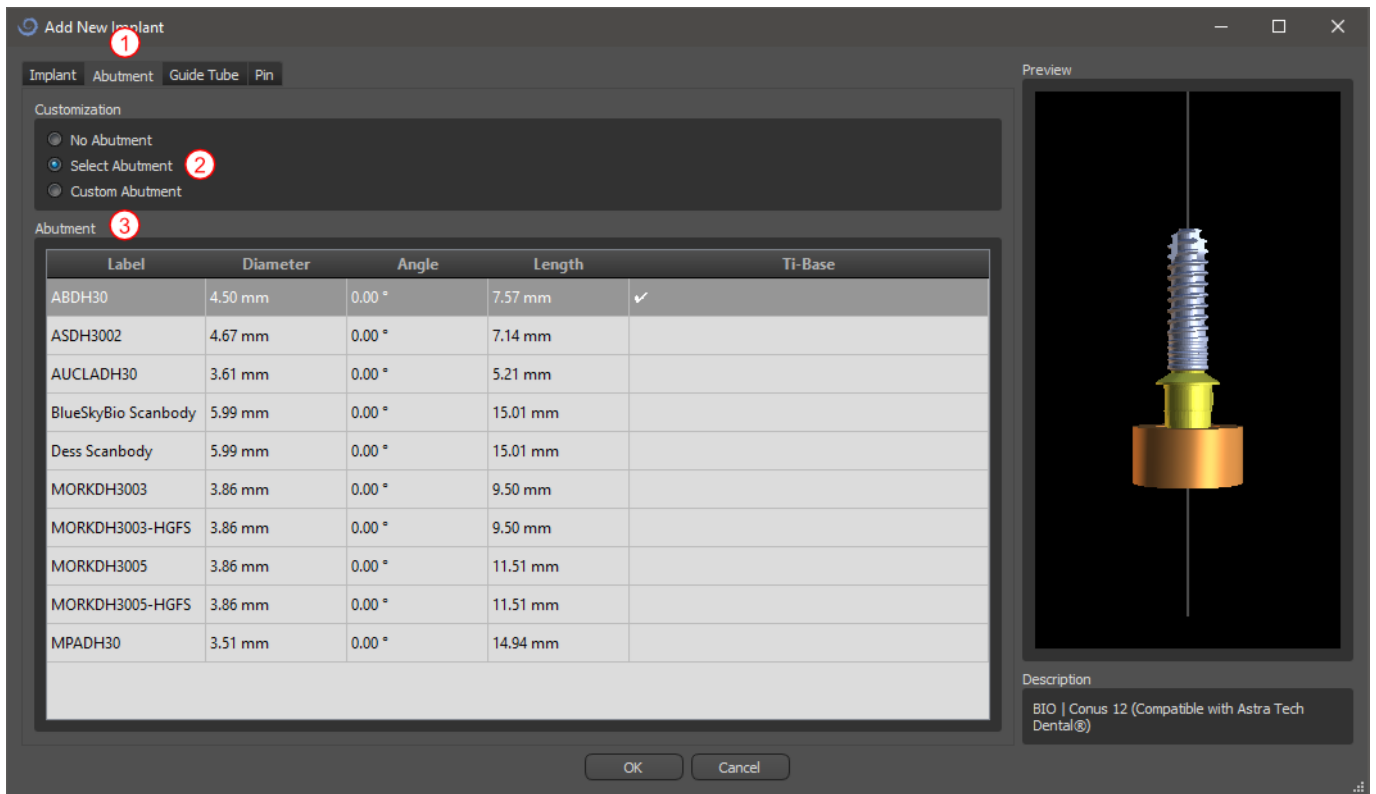 Add New Implant
1
Implant Abutment Guide Tube Pin
Customization
No Abutment
Select Abutment 2
Custom Abutment
Abutment 3
Label Diameter Angle Length Ti-Base
ABDH30 4.50 mm 0.00 ° 7.57 mm ✔
ASDH3002 4.67 mm 0.00 ° 7.14 mm
AUCLADH30 3.61 mm 0.00 ° 5.21 mm
BlueSkyBio Scanbody 5.99 mm 0.00 ° 15.01 mm
Dess Scanbody 5.99 mm 0.00 ° 15.01 mm
MORKDH3003 3.86 mm 0.00 ° 9.50 mm
MORKDH3003-HGFS 3.86 mm 0.00 ° 9.50 mm
MORKDH3005 3.86 mm 0.00 ° 11.51 mm
MORKDH3005-HGFS 3.86 mm 0.00 ° 11.51 mm
MPADH30 3.51 mm 0.00 ° 14.94 mm
Preview
Description
BIO | Conus 12 (Compatible with Astra Tech
Dental®)
OK Cancel